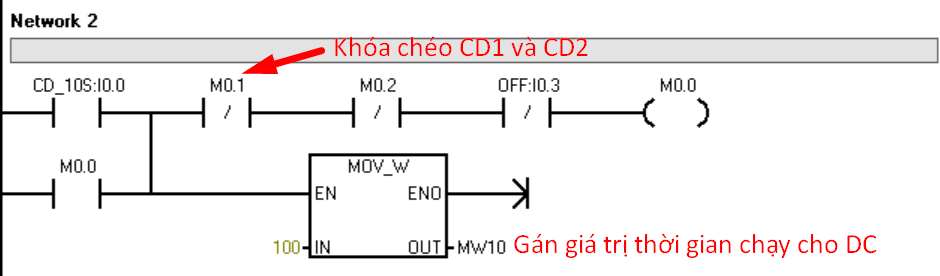 Network 2
Khóa chéo CD1 và CD2
CD_10S:I0.0 M0.1 M0.2 OFF:I0.3 M0.0
/ / /
M0.0 MOV_W
EN ENO
100 IN OUT MW10 Gán giá trị thời gian chạy cho DC